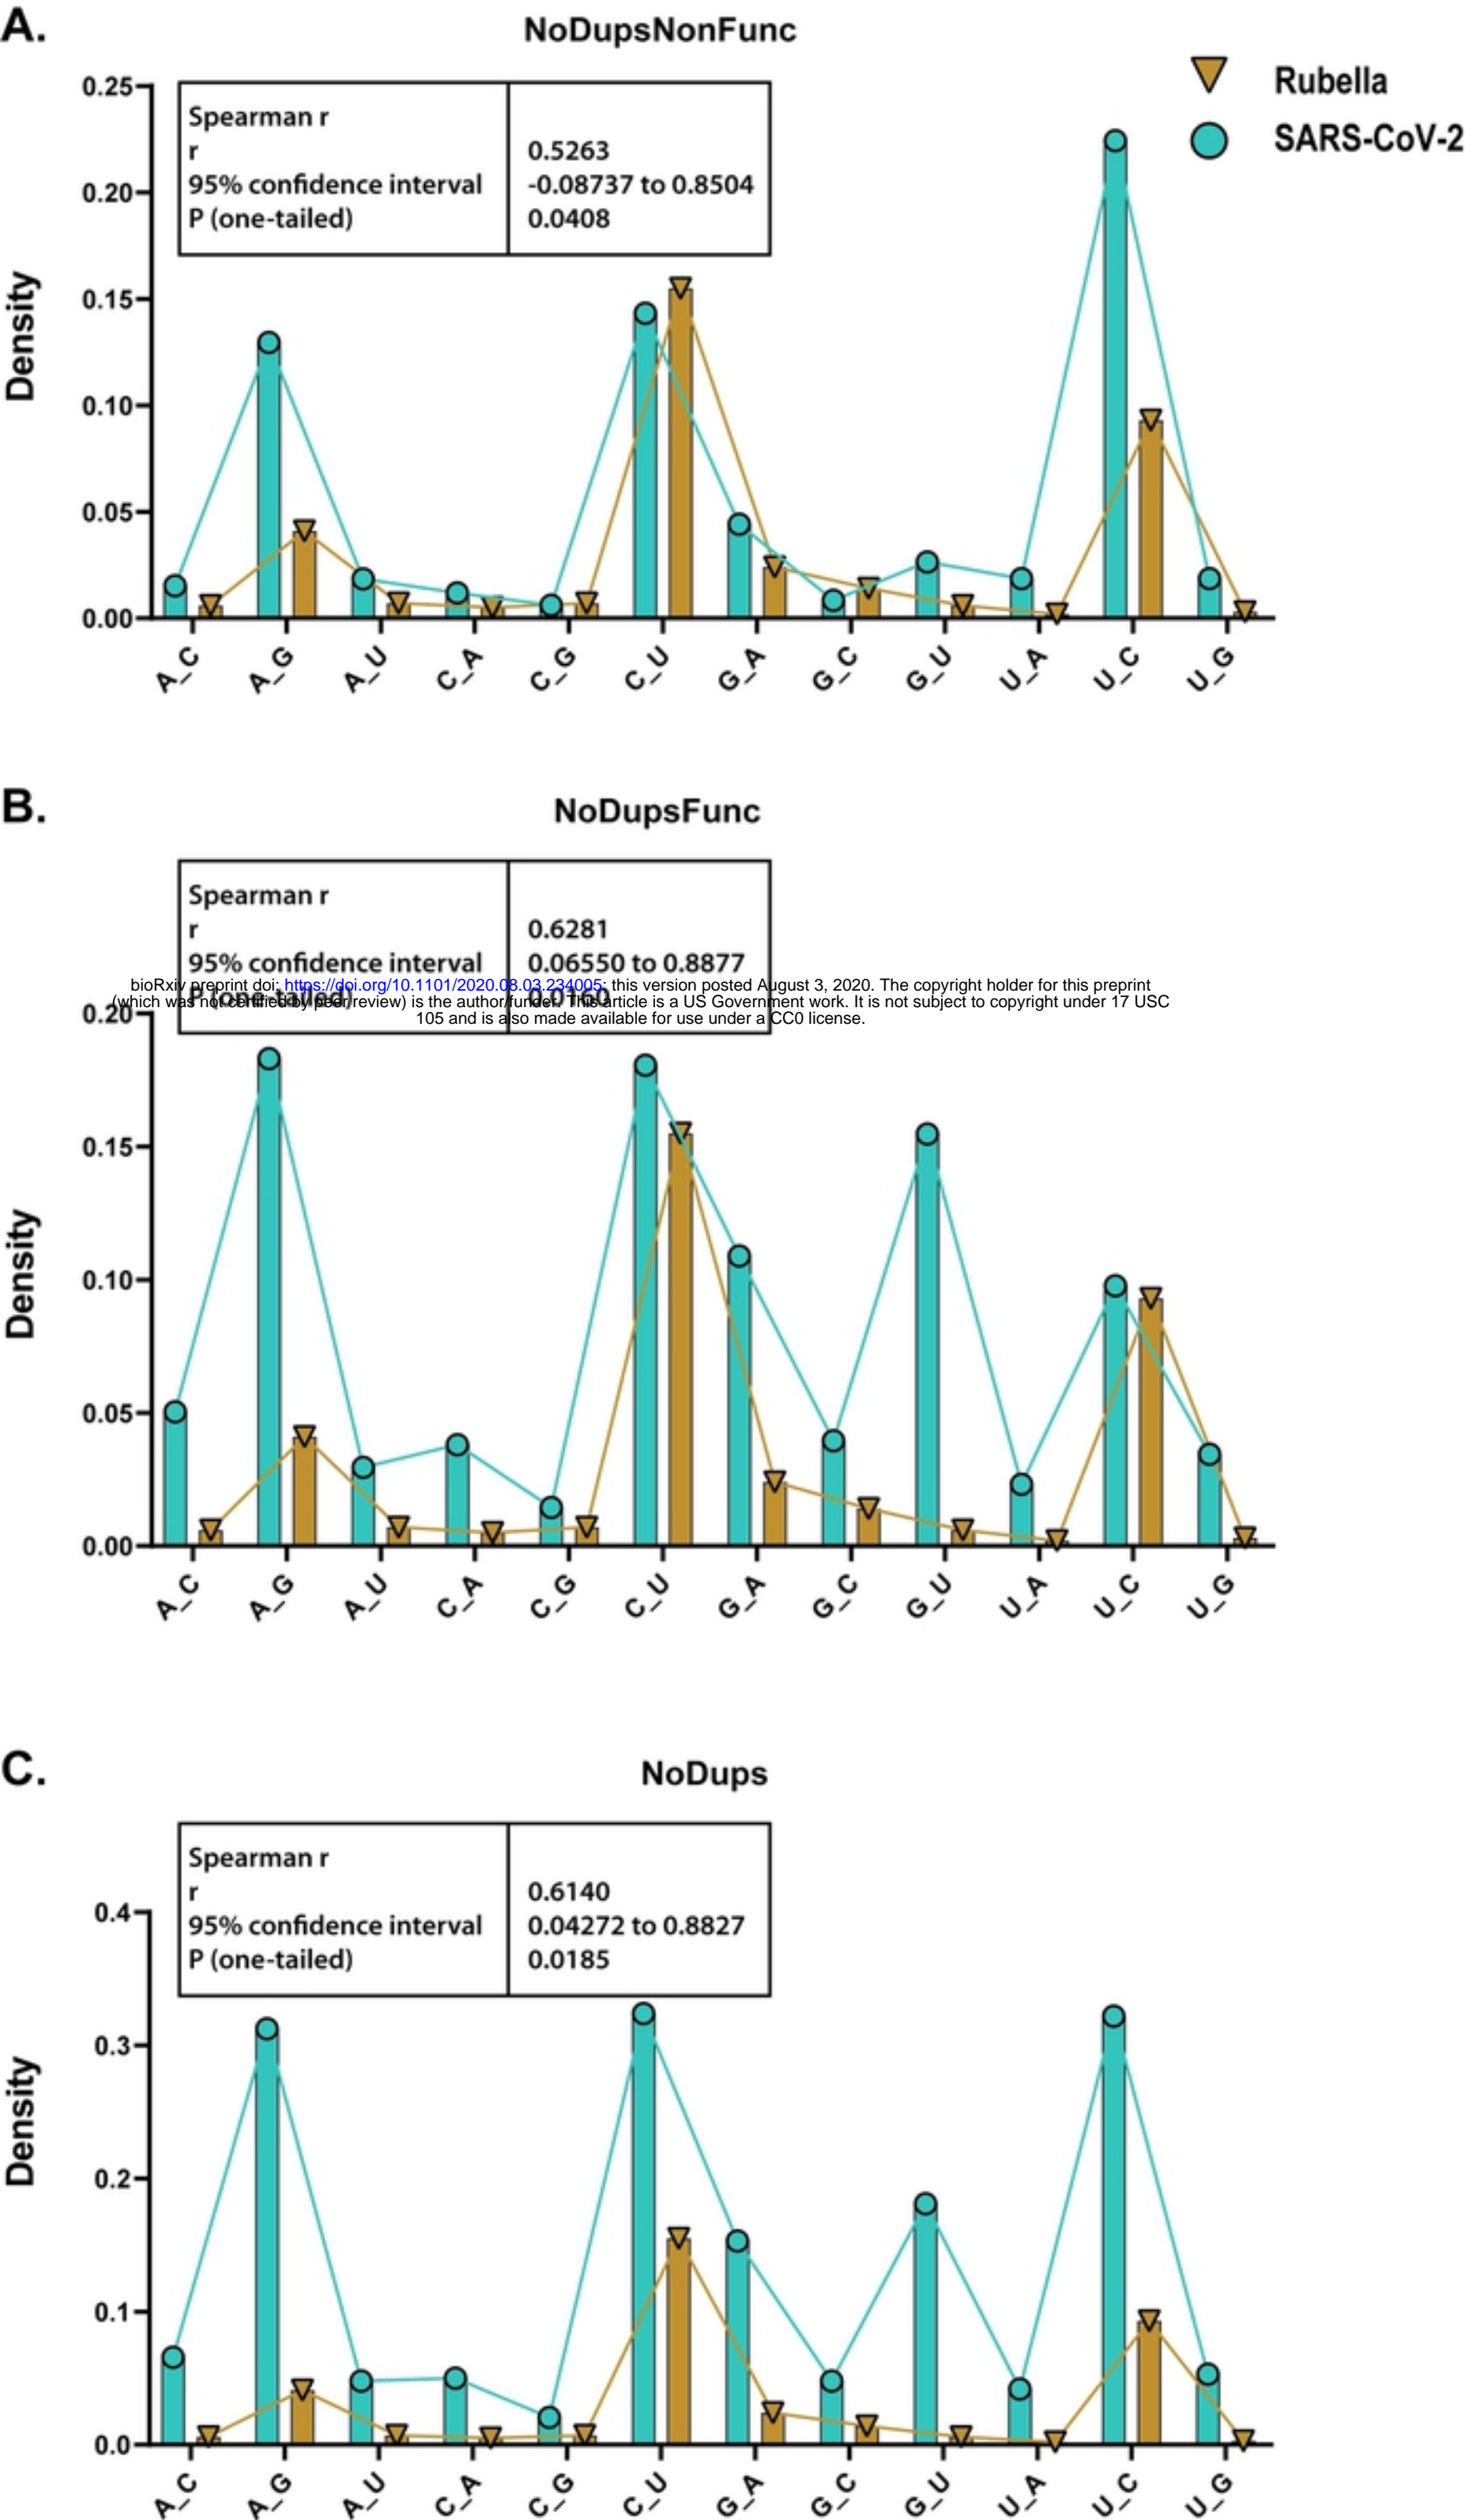 A.
NoDupsNonFunc
Rubella
SARS-CoV-2
Spearman r
r 0.5263
95% confidence interval -0.08737 to 0.8504
P (one-tailed) 0.0408
Density
0.25
0.20
0.15
0.10
0.05
0.00
A_C A_G A_U C_A C_G C_U G_A G_C G_U U_A U_C U_G
B.
NoDupsFunc
Spearman r
r 0.6281
95% confidence interval 0.06550 to 0.8877
P (one-tailed) 0.0160
bioRxiv preprint doi: https://doi.org/10.1101/2020.08.03.234005; this version posted August 3, 2020. The copyright holder for this preprint
(which was not certified by peer review) is the author/funder. This article is a US Government work. It is not subject to copyright under 17 USC
105 and is also made available for use under a CC0 license.
Density
0.20
0.15
0.10
0.05
0.00
A_C A_G A_U C_A C_G C_U G_A G_C G_U U_A U_C U_G
C.
NoDups
Spearman r
r 0.6140
95% confidence interval 0.04272 to 0.8827
P (one-tailed) 0.0185
Density
0.4
0.3
0.2
0.1
0.0
A_C A_G A_U C_A C_G C_U G_A G_C G_U U_A U_C U_G